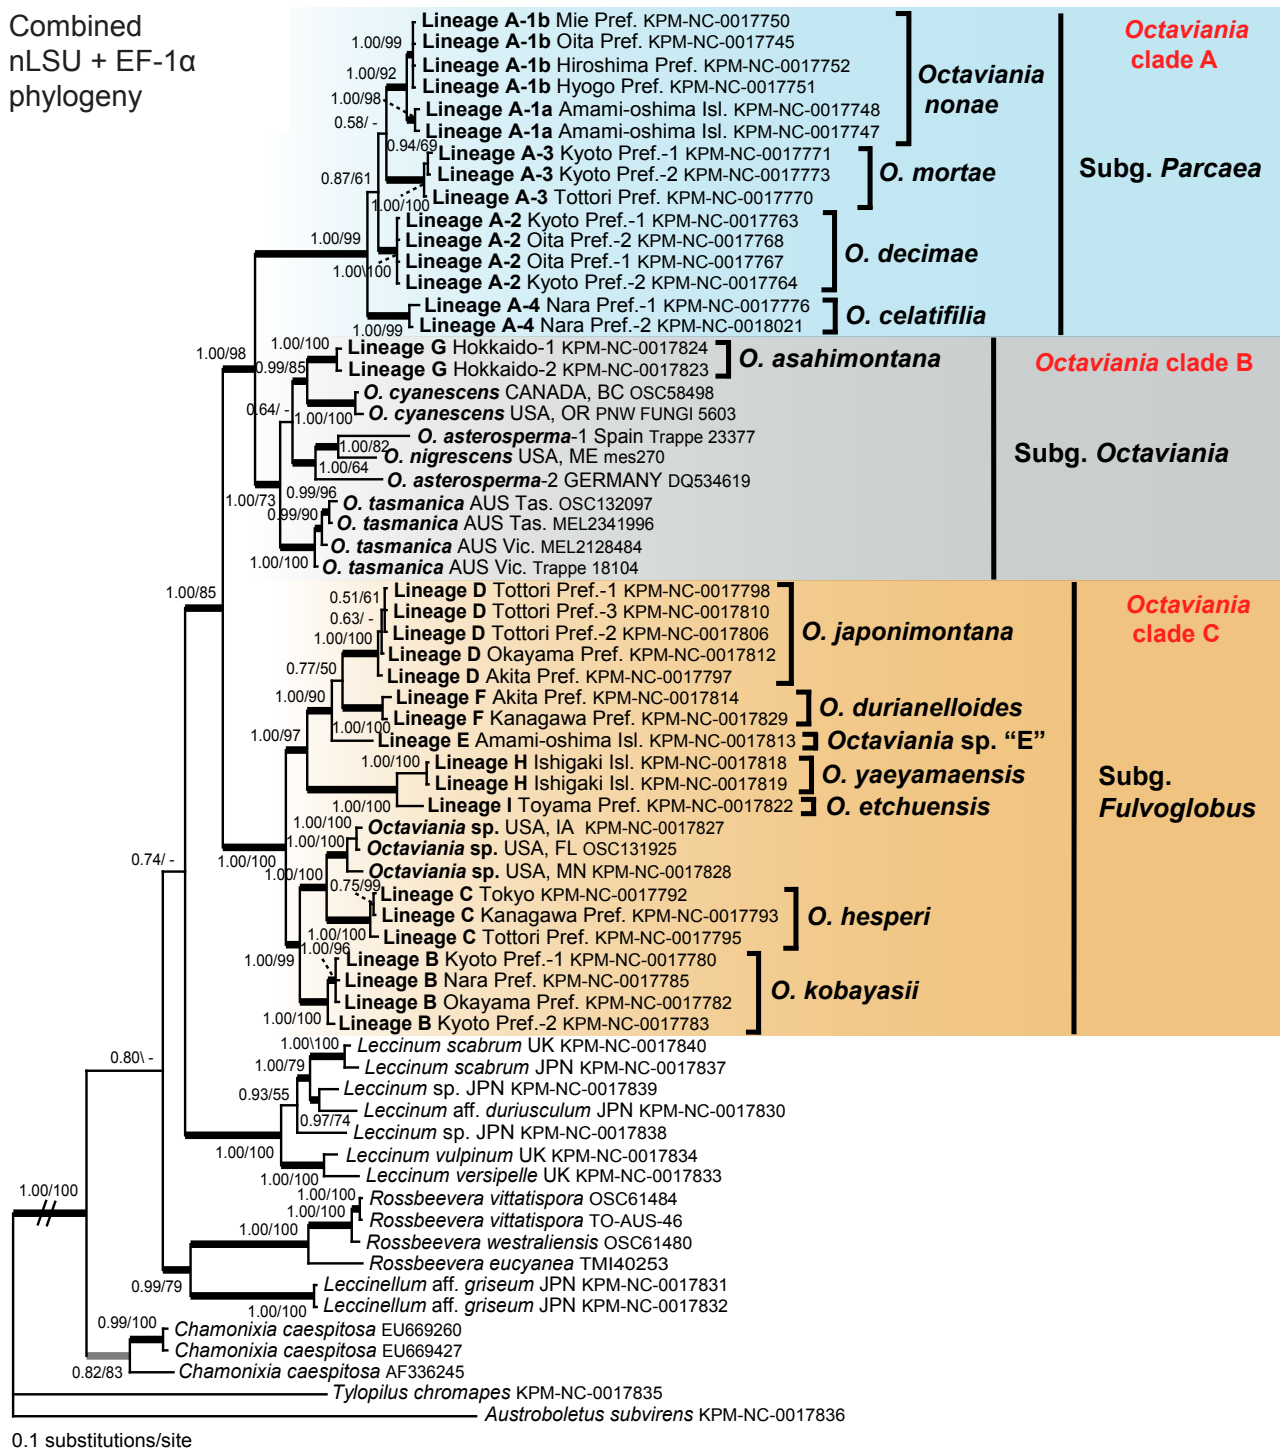 Combined
nLSU + EF-1α
phylogeny
Octaviania
clade A
Subg. Parcaea
Lineage A-1b Mie Pref. KPM-NC-0017750
Lineage A-1b Oita Pref. KPM-NC-0017745
Lineage A-1b Hiroshima Pref. KPM-NC-0017752
Lineage A-1b Hyogo Pref. KPM-NC-0017751
Lineage A-1a Amami-oshima Isl. KPM-NC-0017748
Lineage A-1a Amami-oshima Isl. KPM-NC-0017747
Octaviania
nonae
Lineage A-3 Kyoto Pref.-1 KPM-NC-0017771
Lineage A-3 Kyoto Pref.-2 KPM-NC-0017773
Lineage A-3 Tottori Pref. KPM-NC-0017770
O. mortae
Lineage A-2 Kyoto Pref.-1 KPM-NC-0017763
Lineage A-2 Oita Pref.-2 KPM-NC-0017768
Lineage A-2 Oita Pref.-1 KPM-NC-0017767
Lineage A-2 Kyoto Pref.-2 KPM-NC-0017764
O. decimae
Lineage A-4 Nara Pref.-1 KPM-NC-0017776
Lineage A-4 Nara Pref.-2 KPM-NC-0018021
O. celatifilia
1.00/99
1.00/92
1.00/98
0.58/ -
0.94/69
0.87/61
1.00/100
1.00/99
1.00\100
1.00/99
Octaviania clade B
Subg. Octaviania
Lineage G Hokkaido-1 KPM-NC-0017824
Lineage G Hokkaido-2 KPM-NC-0017823
O. asahimontana
O. cyanescens CANADA, BC OSC58498
O. cyanescens USA, OR PNW FUNGI 5603
O. asterosperma-1 Spain Trappe 23377
O. nigrescens USA, ME mes270
O. asterosperma-2 GERMANY DQ534619
O. tasmanica AUS Tas. OSC132097
O. tasmanica AUS Tas. MEL2341996
O. tasmanica AUS Vic. MEL2128484
O. tasmanica AUS Vic. Trappe 18104
1.00/100
1.00/98
0.99/85
0.64/ -
1.00/100
1.00/82
1.00/64
0.99/96
1.00/73
0.99/90
1.00/100
1.00/85
Octaviania
clade C
Subg.
Fulvoglobus
Lineage D Tottori Pref.-1 KPM-NC-0017798
Lineage D Tottori Pref.-3 KPM-NC-0017810
Lineage D Tottori Pref.-2 KPM-NC-0017806
Lineage D Okayama Pref. KPM-NC-0017812
Lineage D Akita Pref. KPM-NC-0017797
O. japonimontana
Lineage F Akita Pref. KPM-NC-0017814
Lineage F Kanagawa Pref. KPM-NC-0017829
O. durianelloides
Lineage E Amami-oshima Isl. KPM-NC-0017813
Octaviania sp. “E”
Lineage H Ishigaki Isl. KPM-NC-0017818
Lineage H Ishigaki Isl. KPM-NC-0017819
O. yaeyamaensis
Lineage I Toyama Pref. KPM-NC-0017822
O. etchuensis
Octaviania sp. USA, IA KPM-NC-0017827
Octaviania sp. USA, FL OSC131925
Octaviania sp. USA, MN KPM-NC-0017828
Lineage C Tokyo KPM-NC-0017792
Lineage C Kanagawa Pref. KPM-NC-0017793
Lineage C Tottori Pref. KPM-NC-0017795
O. hesperi
Lineage B Kyoto Pref.-1 KPM-NC-0017780
Lineage B Nara Pref. KPM-NC-0017785
Lineage B Okayama Pref. KPM-NC-0017782
Lineage B Kyoto Pref.-2 KPM-NC-0017783
O. kobayasii
0.51/61
0.63/ -
1.00/100
0.77/50
1.00/90
1.00/100
1.00/97
1.00/100
1.00/100
1.00/100
1.00/100
0.74/ -
1.00/100
1.00/100
0.75/99
1.00/100
1.00/96
1.00/99
1.00/100
Leccinum scabrum UK KPM-NC-0017840
Leccinum scabrum JPN KPM-NC-0017837
Leccinum sp. JPN KPM-NC-0017839
Leccinum aff. duriusculum JPN KPM-NC-0017830
Leccinum sp. JPN KPM-NC-0017838
Leccinum vulpinum UK KPM-NC-0017834
Leccinum versipelle UK KPM-NC-0017833
1.00\100
0.80\ -
1.00/79
0.93/55
0.97/74
1.00/100
1.00/100
Rossbeevera vittatispora OSC61484
Rossbeevera vittatispora TO-AUS-46
Rossbeevera westraliensis OSC61480
Rossbeevera eucyanea TMI40253
Leccinellum aff. griseum JPN KPM-NC-0017831
Leccinellum aff. griseum JPN KPM-NC-0017832
1.00/100
1.00/100
1.00/100
1.00/100
0.99/79
1.00/100
Chamonixia caespitosa EU669260
Chamonixia caespitosa EU669427
Chamonixia caespitosa AF336245
0.99/100
0.82/83
Tylopilus chromapes KPM-NC-0017835
Austroboletus subvirens KPM-NC-0017836
0.1 substitutions/site